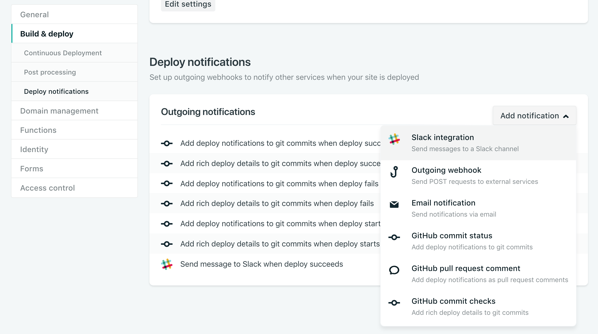 Edit settings
General
Build & deploy
Continuous Deployment
Post processing
Deploy notifications
Domain management
Functions
Identity
Forms
Access control
Deploy notifications
Set up outgoing webhooks to notify other services when your site is deployed
Outgoing notifications
Add notification
Add deploy notifications to git commits when deploy succ
Add rich deploy details to git commits when deploy succe
Add deploy notifications to git commits when deploy fails
Add rich deploy details to git commits when deploy fails
Add deploy notifications to git commits when deploy start
Add rich deploy details to git commits when deploy starts
Send message to Slack when deploy succeeds
Slack integration
Send messages to a Slack channel
Outgoing webhook
Send POST requests to external services
Email notification
Send notifications via email
GitHub commit status
Add deploy notifications to git commits
GitHub pull request comment
Add deploy notifications as pull request comments
GitHub commit checks
Add rich deploy details to git commits